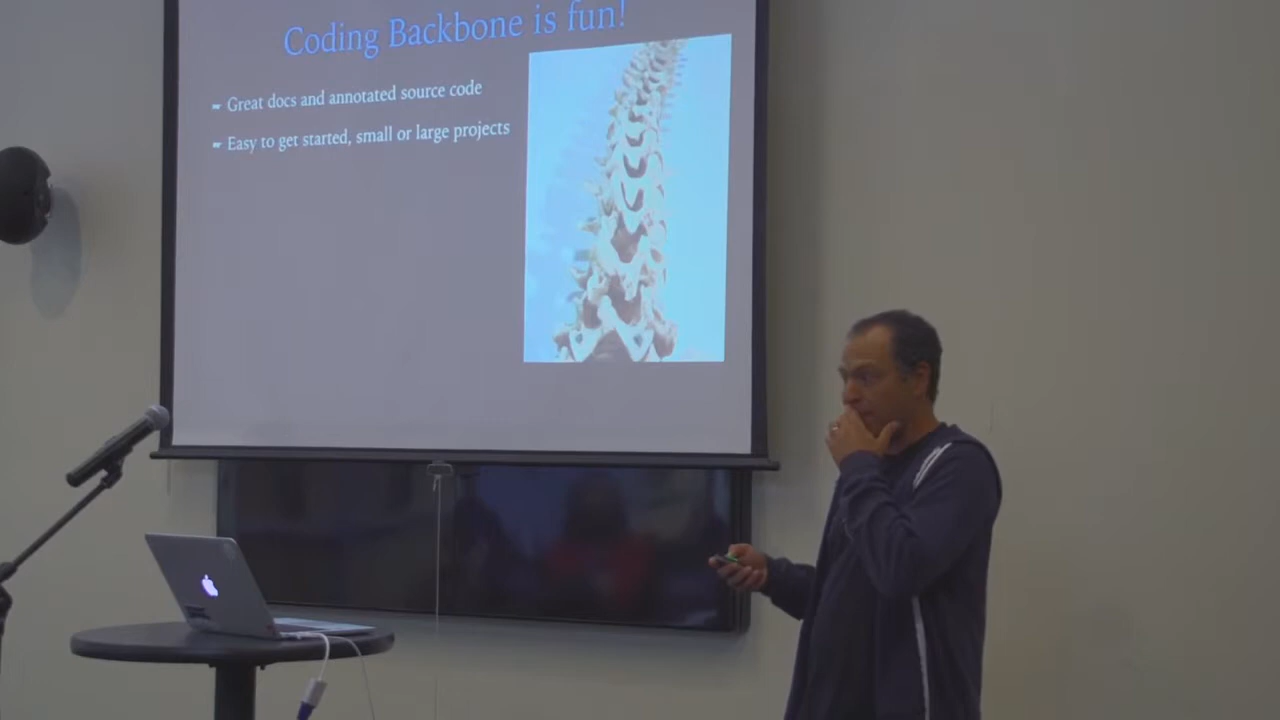 Coding Backbone is fun!
Great docs and annotated source code
Easy to get started, small or large projects